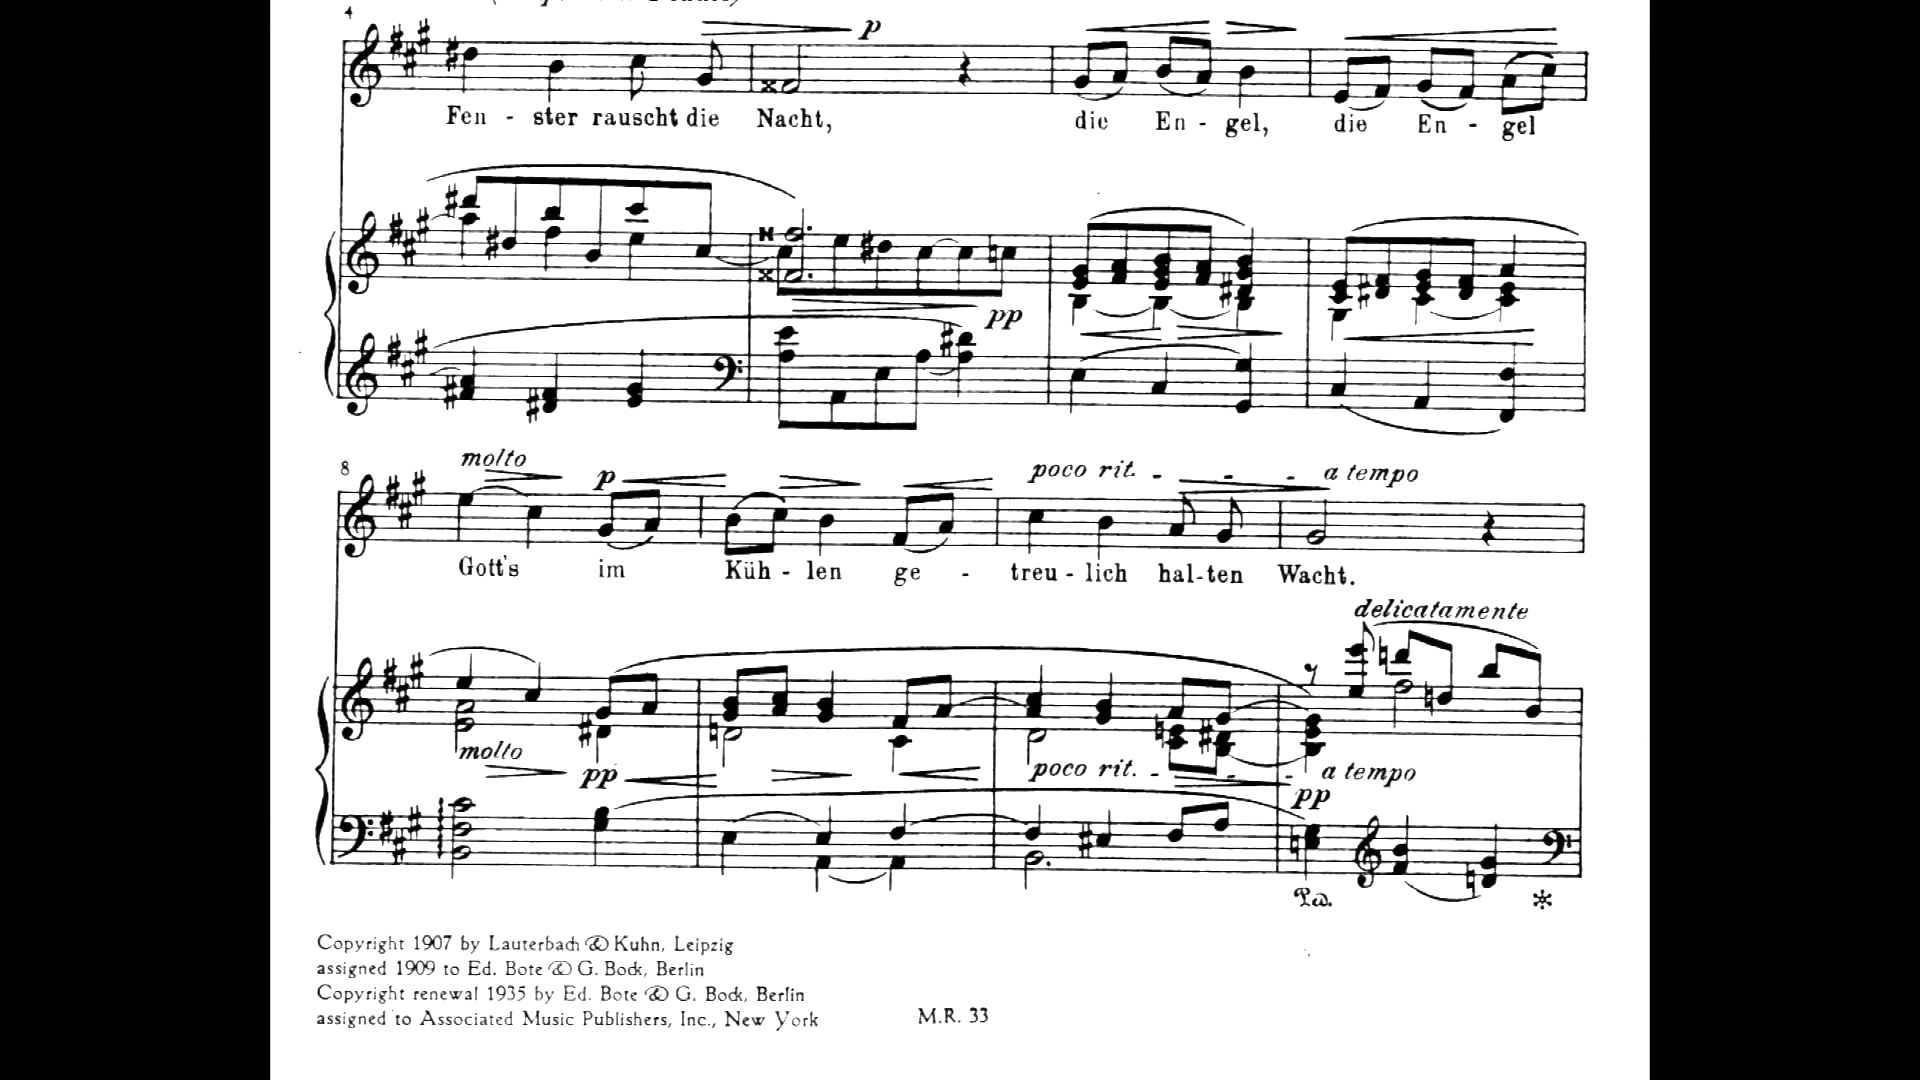 4
p
Fen - ster rauscht die Nacht, die En - gel, die En - gel
pp
8
molto p poco rit. - - - a tempo
Gott's im Küh - len ge - treu - lich hal - ten Wacht.
delicatamente
molto pp poco rit. - - - a tempo
pp
Ped. *
Copyright 1907 by Lauterbach & Kuhn, Leipzig
assigned 1909 to Ed. Bote & G. Bock, Berlin
Copyright renewal 1935 by Ed. Bote & G. Bock, Berlin
assigned to Associated Music Publishers, Inc., New York M.R. 33